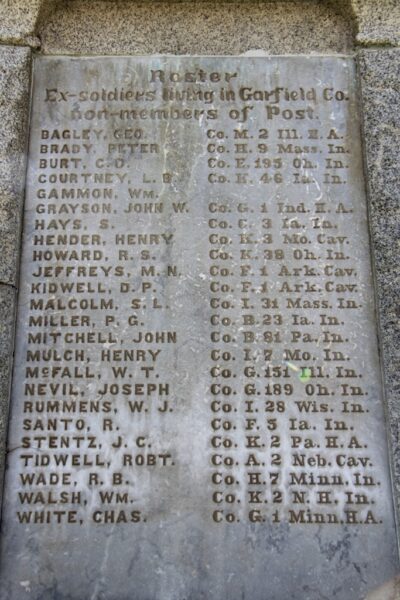 Roster
Ex-soldiers living in Garfield Co.
non-members of Post.
BAGLEY, GEO. Co. M. 2 Ill. H.A.
BRADY, PETER Co. H. 9 Mass. In.
BURT, C.D. Co. E. 195 Oh. In.
COURTNEY, L.B. Co. K. 46 Ia. In.
GAMMON, WM.
GRAYSON, JOHN W. Co. G. 1 Ind. H.A.
HAYS, S. Co. C. 3 Ia. In.
HENDER, HENRY Co. K. 3 Mo. Cav.
HOWARD, R.S. Co. K. 38 Oh. In.
JEFFREYS, M.N. Co. F. 1 Ark. Cav.
KIDWELL, D.P. Co. F. 1 Ark. Cav.
MALCOLM, S.L. Co. I. 31 Mass. In.
MILLER, P.G. Co. B. 23 Ia. In.
MITCHELL, JOHN Co. B. 81 Pa. In.
MULCH, HENRY Co. I. 7 Mo. In.
McFALL, W.T. Co. G. 151 Ill. In.
NEVIL, JOSEPH Co. G. 189 Oh. In.
RUMMENS, W.J. Co. I. 28 Wis. In.
SANTO, R. Co. F. 5 Ia. In.
STENTZ, J.C. Co. K. 2 Pa. H.A.
TIDWELL, ROBT. Co. A. 2 Neb. Cav.
WADE, R.B. Co. H. 7 Minn. In.
WALSH, WM. Co. K. 2 N.H. In.
WHITE, CHAS. Co. G. 1 Minn. H.A.